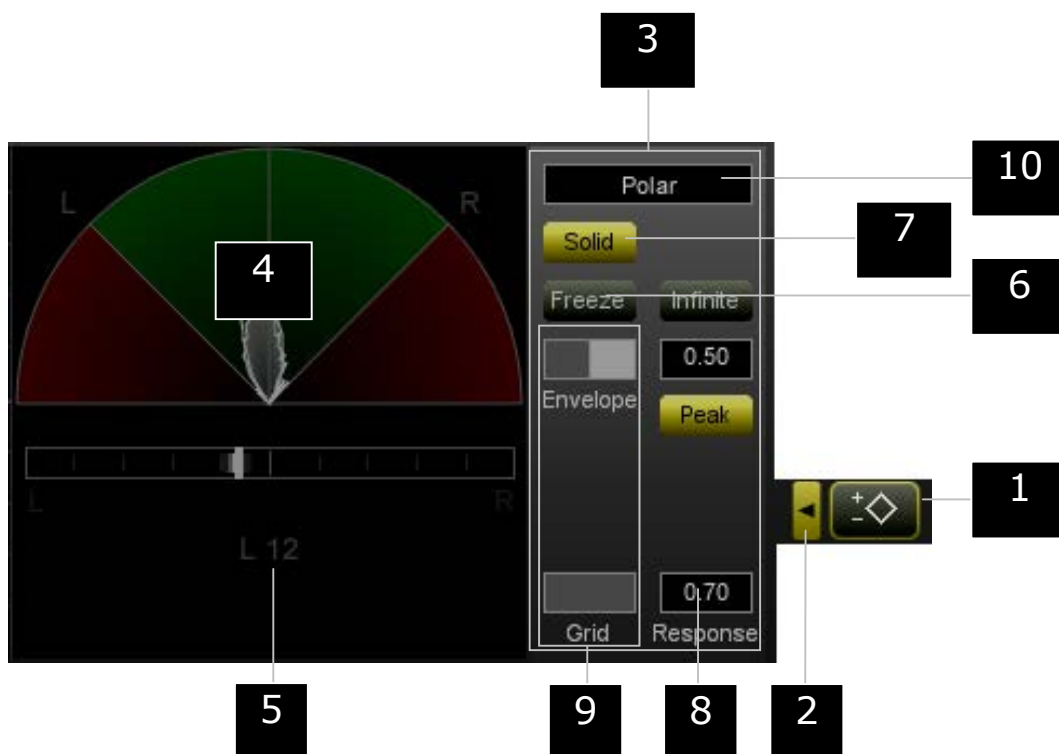 3
10
Polar
L
R
7
Solid
4
6
Freeze Infinite
0.50
Envelope
Peak
1
+
-
L
R
2
L 12
0.70
Grid Response
5
9
8